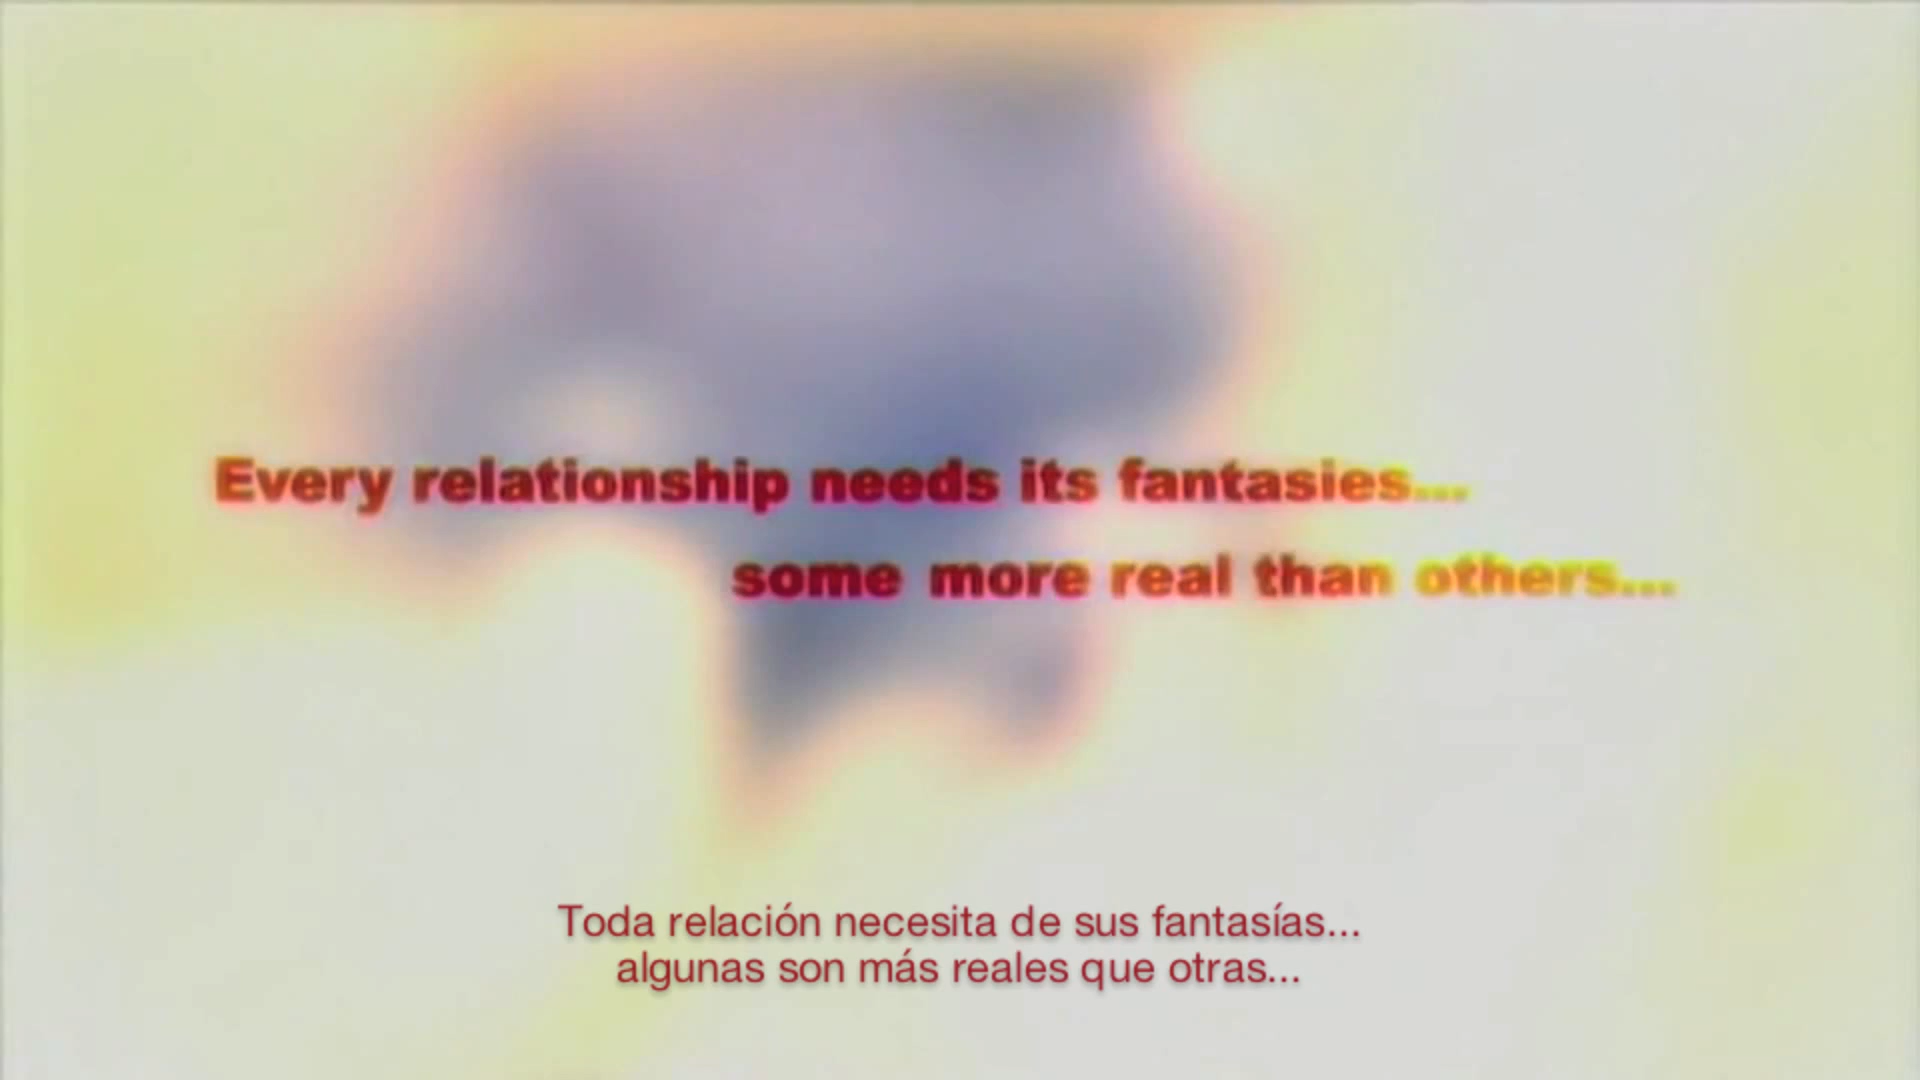 Every relationship needs its fantasies...
some more real than others...
Toda relación necesita de sus fantasías...
algunas son más reales que otras...